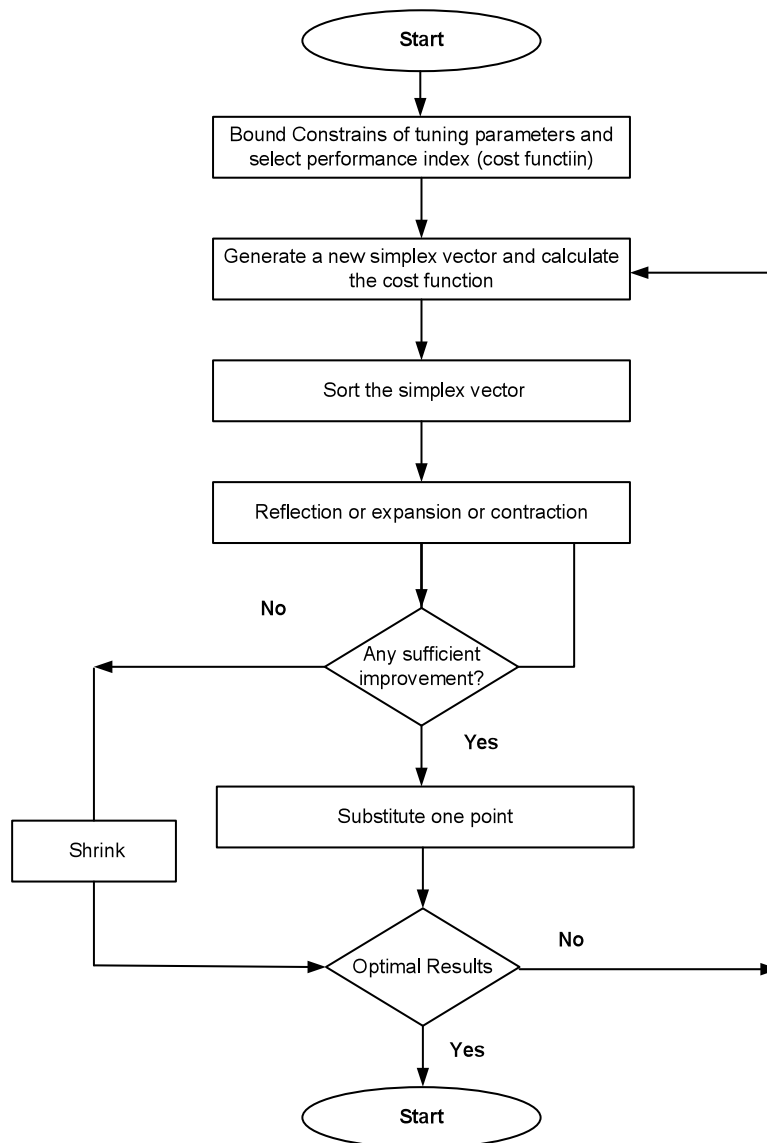 Start
Bound Constrains of tuning parameters and
select performance index (cost functiin)
Generate a new simplex vector and calculate
the cost function
Sort the simplex vector
Reflection or expansion or contraction
No
Any sufficient
improvement?
Yes
Substitute one point
Shrink
No
Optimal Results
Yes
Start